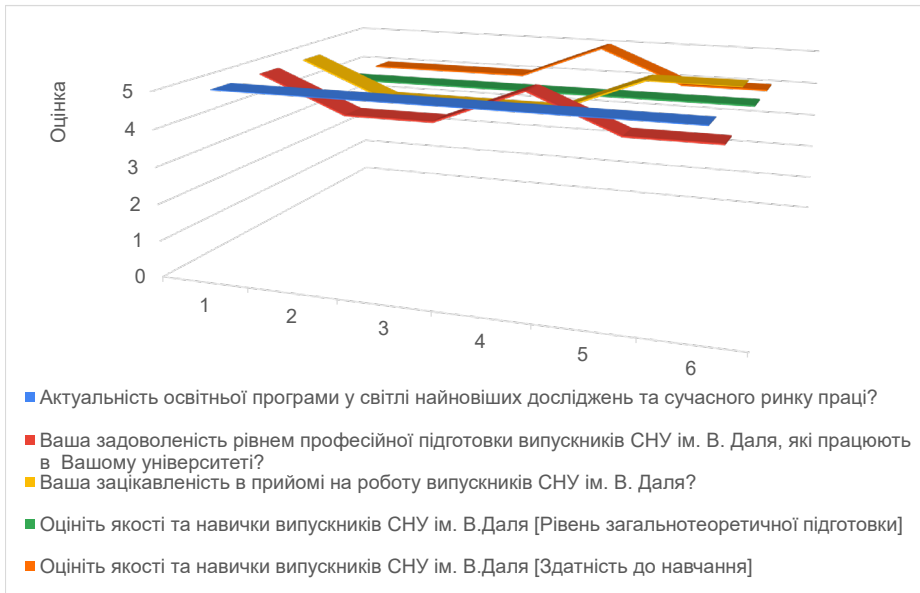 Оцінка
5
4
3
2
1
0
1
2
3
4
5
6
Актуальність освітньої програми у світлі найновіших досліджень та сучасного ринку праці?
Ваша задоволеність рівнем професійної підготовки випускників СНУ ім. В. Даля, які працюють
в Вашому університеті?
Ваша зацікавленість в прийомі на роботу випускників СНУ ім. В. Даля?
Оцініть якості та навички випускників СНУ ім. В.Даля [Рівень загальнотеоретичної підготовки]
Оцініть якості та навички випускників СНУ ім. В.Даля [Здатність до навчання]